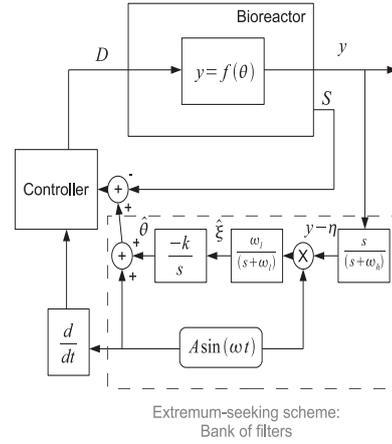 Bioreactor
D
y = f(θ)
y
S
-
Controller
+
+
θ̂
ξ̂
y−η
+
+
+
−k
s
ω_l
(s+ω_l)
X
s
(s+ω_h)
d
dt
A sin(ωt)
Extremum-seeking scheme:
Bank of filters